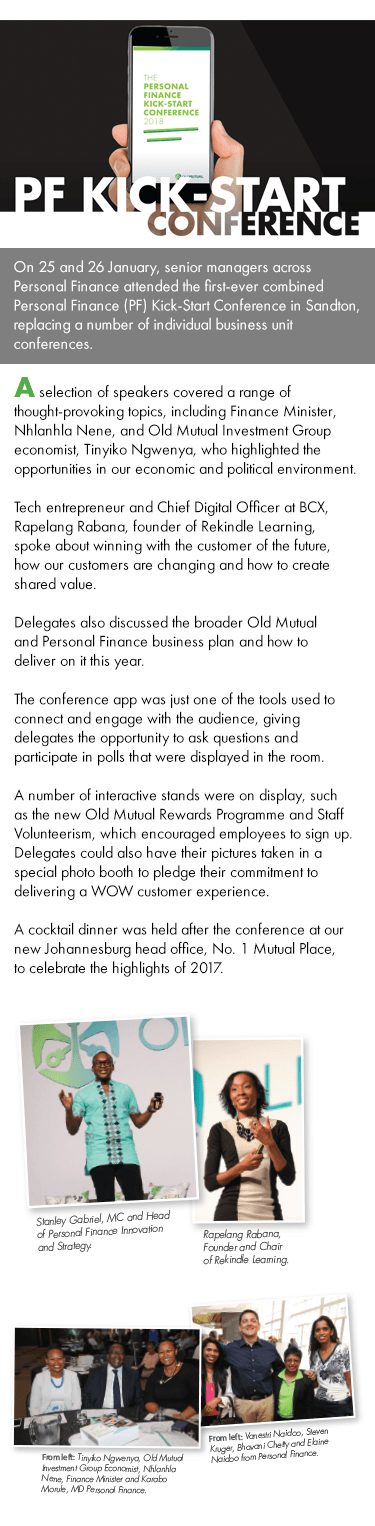 THE
PERSONAL
FINANCE
KICK-START
CONFERENCE
2018
OLDMUTUAL
PF KICK-START
CONFERENCE
On 25 and 26 January, senior managers across
Personal Finance attended the first-ever combined
Personal Finance (PF) Kick-Start Conference in Sandton,
replacing a number of individual business unit
conferences.
A selection of speakers covered a range of
thought-provoking topics, including Finance Minister,
Nhlanhla Nene, and Old Mutual Investment Group
economist, Tinyiko Ngwenya, who highlighted the
opportunities in our economic and political environment.
Tech entrepreneur and Chief Digital Officer at BCX,
Rapelang Rabana, founder of Rekindle Learning,
spoke about winning with the customer of the future,
how our customers are changing and how to create
shared value.
Delegates also discussed the broader Old Mutual
and Personal Finance business plan and how to
deliver on it this year.
The conference app was just one of the tools used to
connect and engage with the audience, giving
delegates the opportunity to ask questions and
participate in polls that were displayed in the room.
A number of interactive stands were on display, such
as the new Old Mutual Rewards Programme and Staff
Volunteerism, which encouraged employees to sign up.
Delegates could also have their pictures taken in a
special photo booth to pledge their commitment to
delivering a WOW customer experience.
A cocktail dinner was held after the conference at our
new Johannesburg head office, No. 1 Mutual Place,
to celebrate the highlights of 2017.
OL
OL
Stanley Gabriel, MC and Head
of Personal Finance Innovation
and Strategy.
Rapelang Rabana,
Founder and Chair
of Rekindle Learning.
From left: Tinyiko Ngwenya, Old Mutual
Investment Group Economist, Nhlanhla
Nene, Finance Minister and Karabo
Morule, MD Personal Finance.
From left: Vanestri Naidoo, Steven
Kruger, Bhavani Chetty and Elaine
Naidoo from Personal Finance.